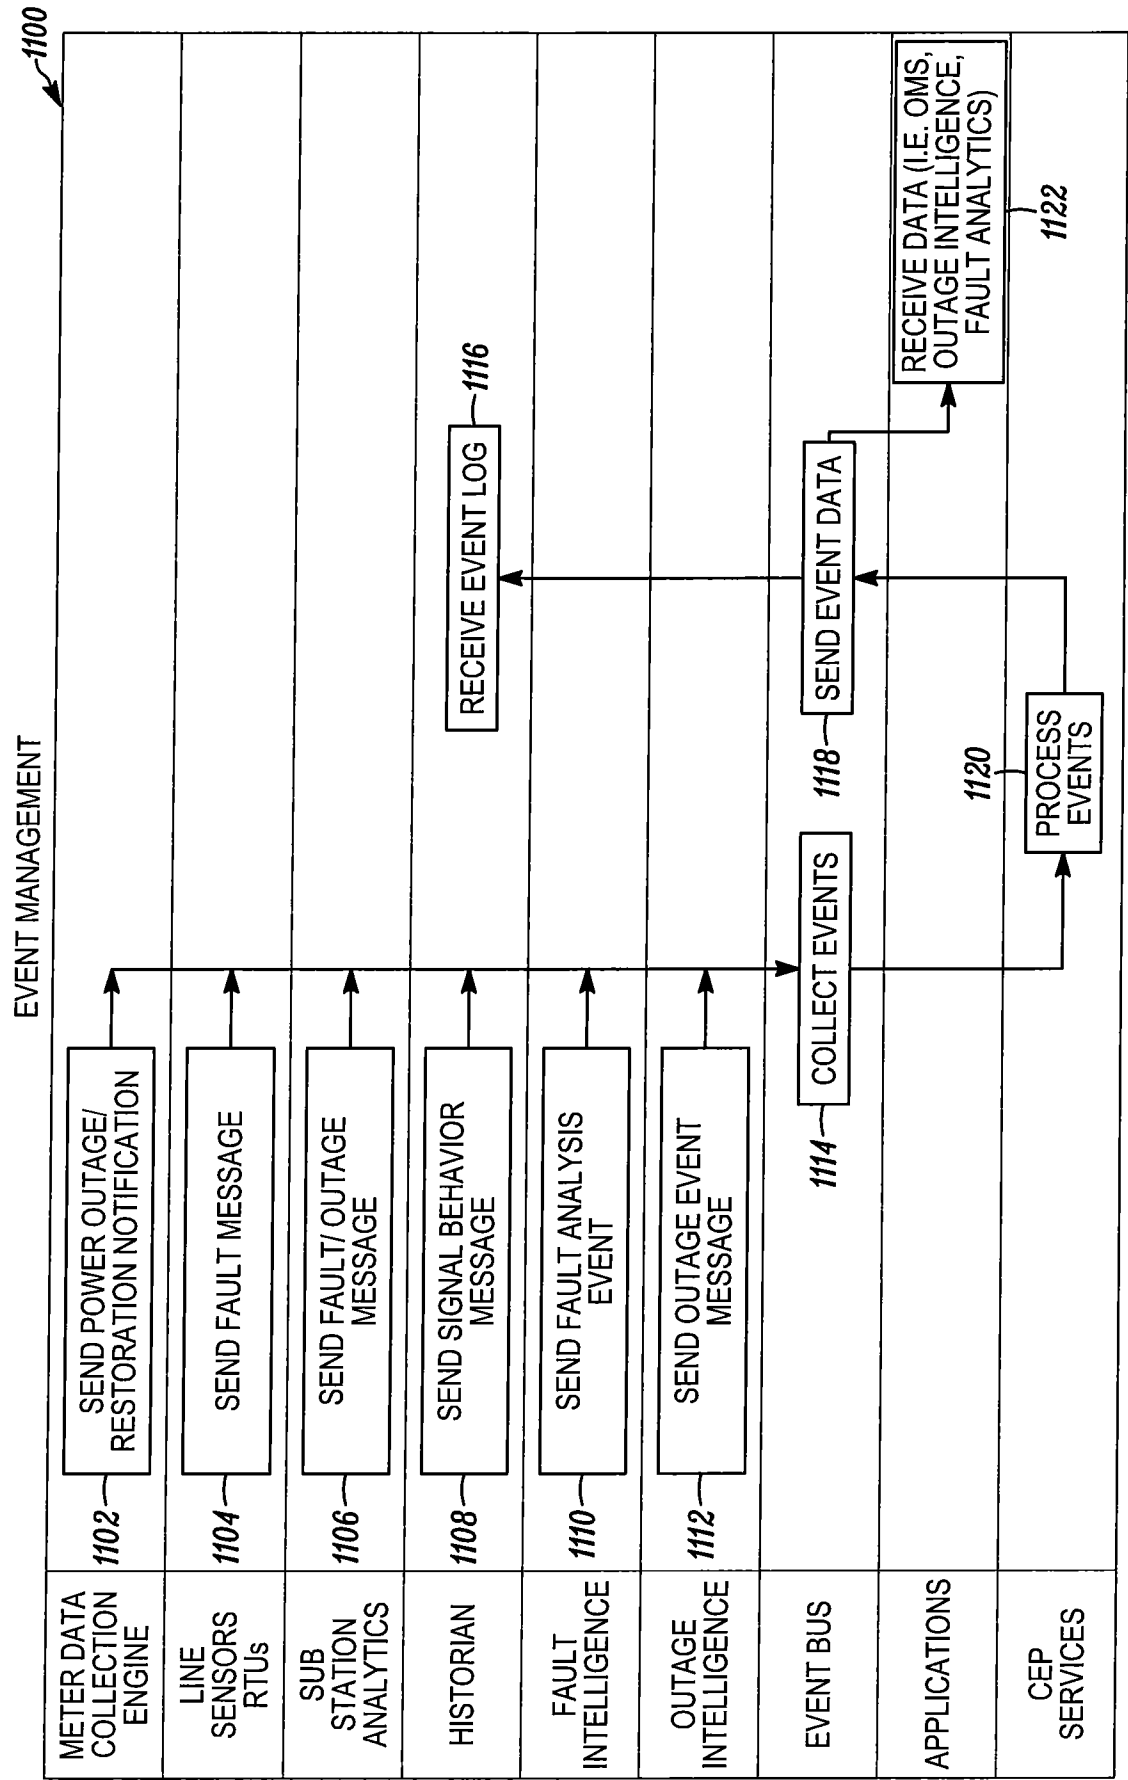 EVENT MANAGEMENT
1100
METER DATA
COLLECTION
ENGINE
1102
SEND POWER OUTAGE/
RESTORATION NOTIFICATION
LINE
SENSORS
RTUs
1104
SEND FAULT MESSAGE
SUB
STATION
ANALYTICS
1106
SEND FAULT/ OUTAGE
MESSAGE
HISTORIAN
1108
SEND SIGNAL BEHAVIOR
MESSAGE
RECEIVE EVENT LOG
1116
FAULT
INTELLIGENCE
1110
SEND FAULT ANALYSIS
EVENT
OUTAGE
INTELLIGENCE
1112
SEND OUTAGE EVENT
MESSAGE
EVENT BUS
1114
COLLECT EVENTS
1118
SEND EVENT DATA
APPLICATIONS
RECEIVE DATA (I.E. OMS,
OUTAGE INTELLIGENCE,
FAULT ANALYTICS)
1122
CEP
SERVICES
1120
PROCESS
EVENTS